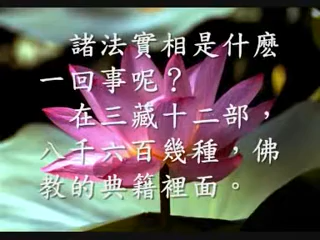 諸法實相是什麼
一回事呢？
在三藏十二部，
八千六百幾種，佛
教的典籍裡面。